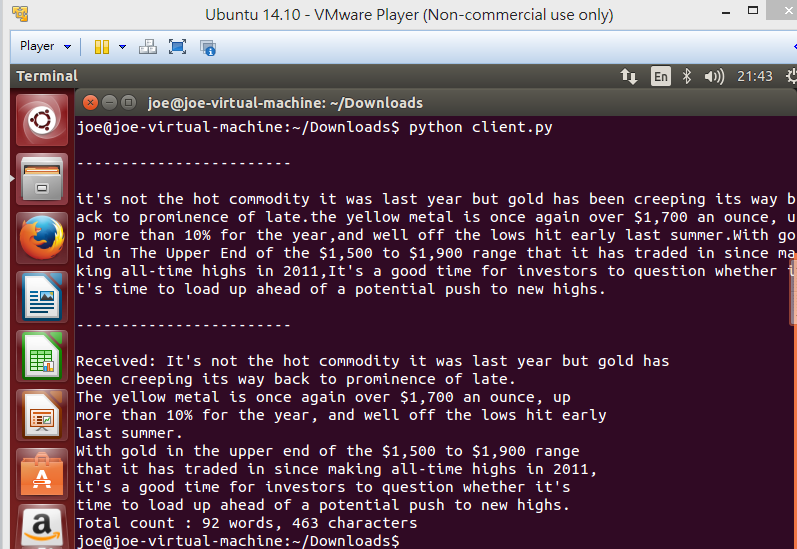 Ubuntu 14.10 - VMware Player (Non-commercial use only)
Player
Terminal
En
21:43
joe@joe-virtual-machine: ~/Downloads
joe@joe-virtual-machine:~/Downloads$ python client.py
------------------------
it's not the hot commodity it was last year but gold has been creeping its way b
ack to prominence of late.the yellow metal is once again over $1,700 an ounce, u
p more than 10% for the year,and well off the lows hit early last summer.With go
ld in The Upper End of the $1,500 to $1,900 range that it has traded in since ma
king all-time highs in 2011,It's a good time for investors to question whether i
t's time to load up ahead of a potential push to new highs.
------------------------
Received: It's not the hot commodity it was last year but gold has
been creeping its way back to prominence of late.
The yellow metal is once again over $1,700 an ounce, up
more than 10% for the year, and well off the lows hit early
last summer.
With gold in the upper end of the $1,500 to $1,900 range
that it has traded in since making all-time highs in 2011,
it's a good time for investors to question whether it's
time to load up ahead of a potential push to new highs.
Total count : 92 words, 463 characters
joe@joe-virtual-machine:~/Downloads$